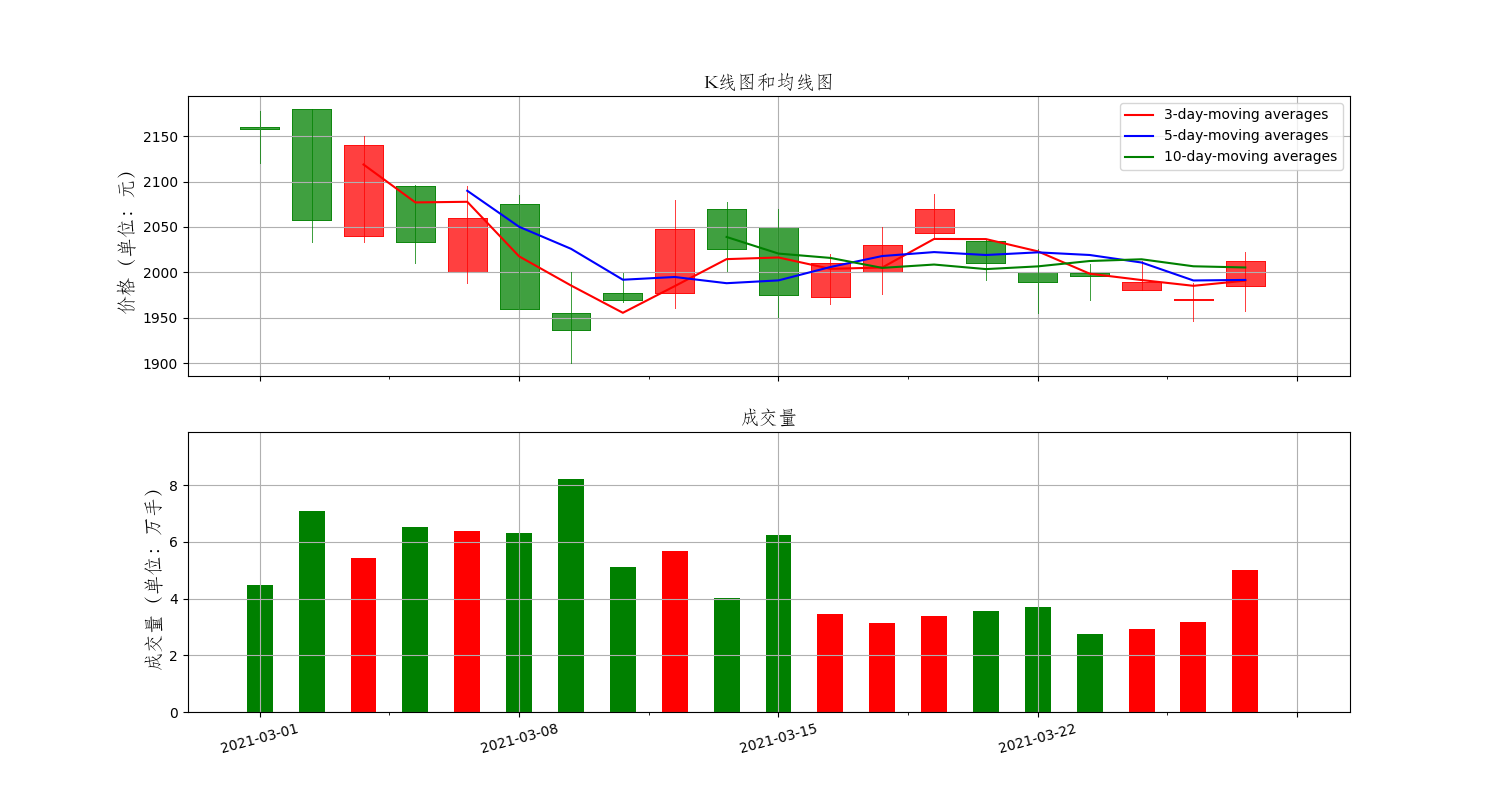 K线图和均线图
价格 (单位: 元)
2150
2100
2050
2000
1950
1900
3-day-moving averages
5-day-moving averages
10-day-moving averages
成交量
成交量 (单位: 万手)
8
6
4
2
0
2021-03-01
2021-03-08
2021-03-15
2021-03-22